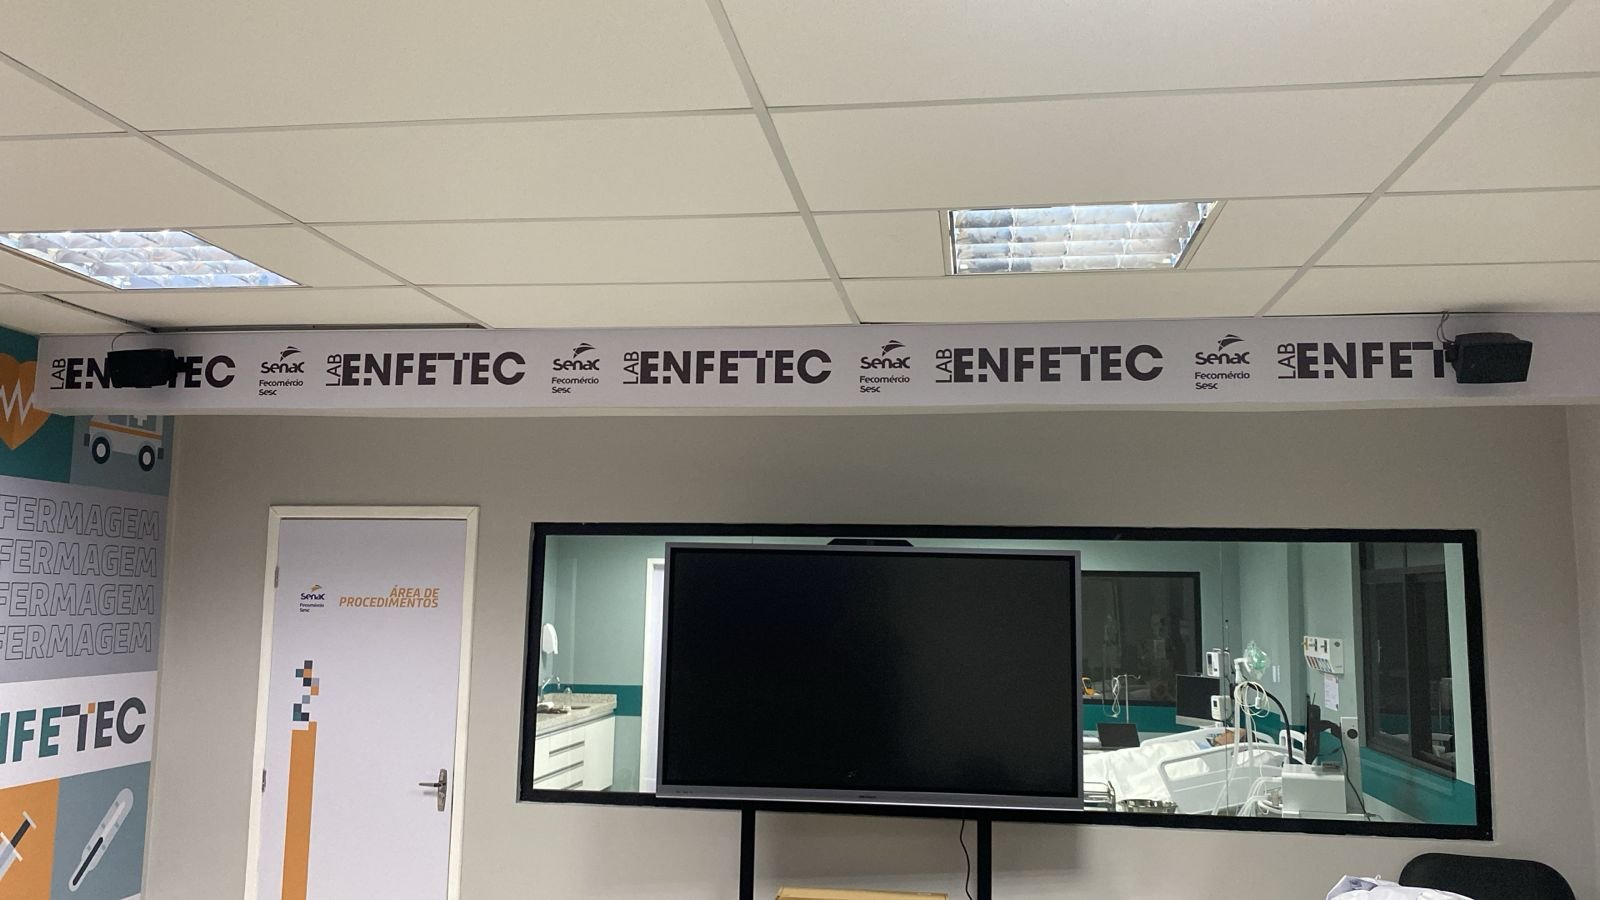 LAB
ENFETEC
Senac
Fecomércio
Sesc
LAB
ENFETEC
Senac
Fecomércio
Sesc
LAB
ENFETEC
Senac
Fecomércio
Sesc
LAB
ENFETEC
Senac
Fecomércio
Sesc
LAB
ENFET
FERMAGEM
FERMAGEM
FERMAGEM
FERMAGEM
NFETEC
Senac
Fecomércio
Sesc
ÁREA DE
PROCEDIMENTOS